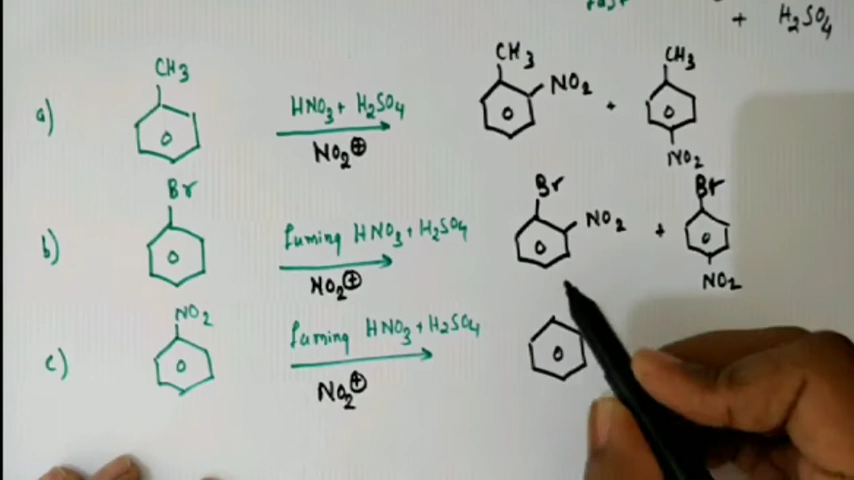 fast
+ H2SO4
a) CH3 HNO3 + H2SO4 NO2⊕ CH3 NO2 + CH3 NO2
b) Br fuming HNO3 + H2SO4 NO2⊕ Br NO2 + Br NO2
c) NO2 fuming HNO3 + H2SO4 NO2⊕